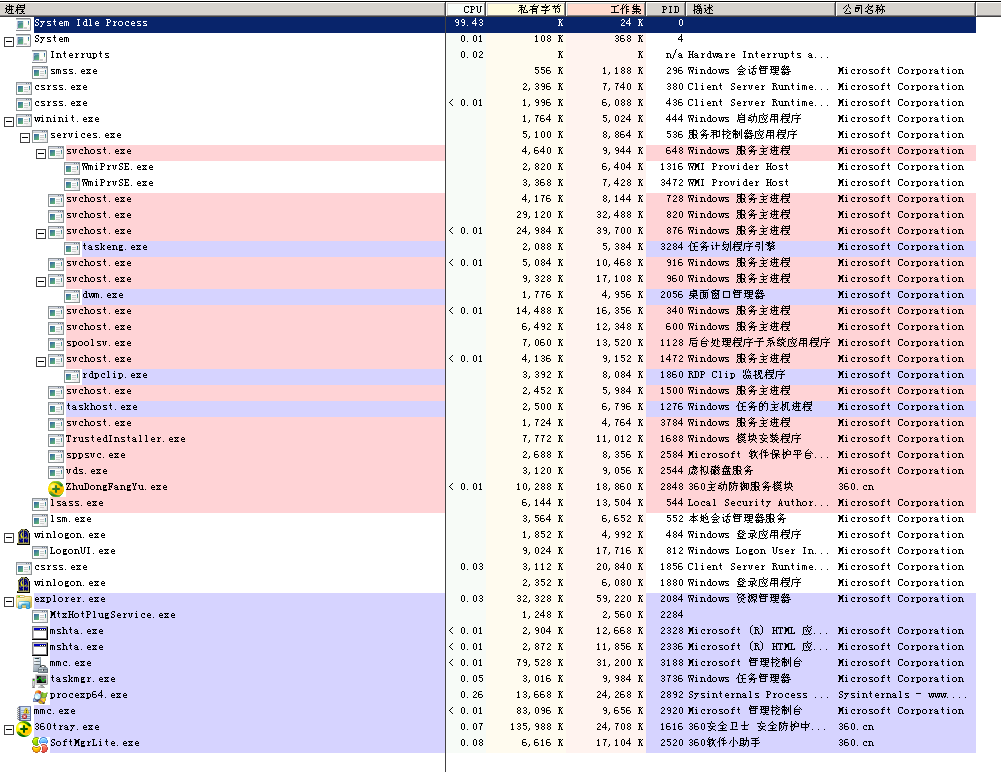 进程 CPU 私有字节 工作集 PID 描述 公司名称
System Idle Process 99.43 K 24 K 0
System 0.01 108 K 368 K 4
Interrupts 0.02 K K n/a Hardware Interrupts a...
smss.exe 556 K 1,188 K 296 Windows 会话管理器 Microsoft Corporation
csrss.exe 2,396 K 7,740 K 380 Client Server Runtime... Microsoft Corporation
csrss.exe < 0.01 1,996 K 6,088 K 436 Client Server Runtime... Microsoft Corporation
wininit.exe 1,764 K 5,024 K 444 Windows 启动应用程序 Microsoft Corporation
services.exe 5,100 K 8,864 K 536 服务和控制器应用程序 Microsoft Corporation
svchost.exe 4,640 K 9,944 K 648 Windows 服务主进程 Microsoft Corporation
WmiPrvSE.exe 2,820 K 6,404 K 1316 WMI Provider Host Microsoft Corporation
WmiPrvSE.exe 3,368 K 7,428 K 3472 WMI Provider Host Microsoft Corporation
svchost.exe 4,176 K 8,144 K 728 Windows 服务主进程 Microsoft Corporation
svchost.exe 29,120 K 32,488 K 820 Windows 服务主进程 Microsoft Corporation
svchost.exe < 0.01 24,984 K 39,700 K 876 Windows 服务主进程 Microsoft Corporation
taskeng.exe 2,088 K 5,384 K 3284 任务计划程序引擎 Microsoft Corporation
svchost.exe < 0.01 5,084 K 10,468 K 916 Windows 服务主进程 Microsoft Corporation
svchost.exe 9,328 K 17,108 K 960 Windows 服务主进程 Microsoft Corporation
dwm.exe 1,776 K 4,956 K 2056 桌面窗口管理器 Microsoft Corporation
svchost.exe < 0.01 14,488 K 16,356 K 340 Windows 服务主进程 Microsoft Corporation
svchost.exe 6,492 K 12,348 K 600 Windows 服务主进程 Microsoft Corporation
spoolsv.exe 7,060 K 13,520 K 1128 后台处理程序子系统应用程序 Microsoft Corporation
svchost.exe < 0.01 4,136 K 9,152 K 1472 Windows 服务主进程 Microsoft Corporation
rdpclip.exe 3,392 K 8,084 K 1860 RDP Clip 监视程序 Microsoft Corporation
svchost.exe 2,452 K 5,984 K 1500 Windows 服务主进程 Microsoft Corporation
taskhost.exe 2,500 K 6,796 K 1276 Windows 任务的主机进程 Microsoft Corporation
svchost.exe 1,724 K 4,764 K 3784 Windows 服务主进程 Microsoft Corporation
TrustedInstaller.exe 7,772 K 11,012 K 1688 Windows 模块安装程序 Microsoft Corporation
sppsvc.exe 2,688 K 8,356 K 2584 Microsoft 软件保护平台... Microsoft Corporation
vds.exe 3,120 K 9,056 K 2544 虚拟磁盘服务 Microsoft Corporation
ZhuDongFangYu.exe < 0.01 10,288 K 18,860 K 2848 360主动防御服务模块 360.cn
lsass.exe 6,144 K 13,504 K 544 Local Security Author... Microsoft Corporation
lsm.exe 3,564 K 6,652 K 552 本地会话管理器服务 Microsoft Corporation
winlogon.exe 1,852 K 4,992 K 484 Windows 登录应用程序 Microsoft Corporation
LogonUI.exe 9,024 K 17,716 K 812 Windows Logon User In... Microsoft Corporation
csrss.exe 0.03 3,112 K 20,840 K 1856 Client Server Runtime... Microsoft Corporation
winlogon.exe 2,352 K 6,080 K 1880 Windows 登录应用程序 Microsoft Corporation
explorer.exe 0.03 32,328 K 59,220 K 2084 Windows 资源管理器 Microsoft Corporation
MtxHotPlugService.exe 1,248 K 2,560 K 2284
mshta.exe < 0.01 2,904 K 12,668 K 2328 Microsoft (R) HTML 应... Microsoft Corporation
mshta.exe < 0.01 2,872 K 11,856 K 2336 Microsoft (R) HTML 应... Microsoft Corporation
mmc.exe < 0.01 79,528 K 31,200 K 3188 Microsoft 管理控制台 Microsoft Corporation
taskmgr.exe 0.05 3,016 K 9,984 K 3736 Windows 任务管理器 Microsoft Corporation
procexp64.exe 0.26 13,668 K 24,268 K 2892 Sysinternals Process ... Sysinternals - www....
mmc.exe < 0.01 83,096 K 9,656 K 2920 Microsoft 管理控制台 Microsoft Corporation
360tray.exe 0.07 135,988 K 24,708 K 1616 360安全卫士 安全防护中... 360.cn
SoftMgrLite.exe 0.08 6,616 K 17,104 K 2520 360软件小助手 360.cn